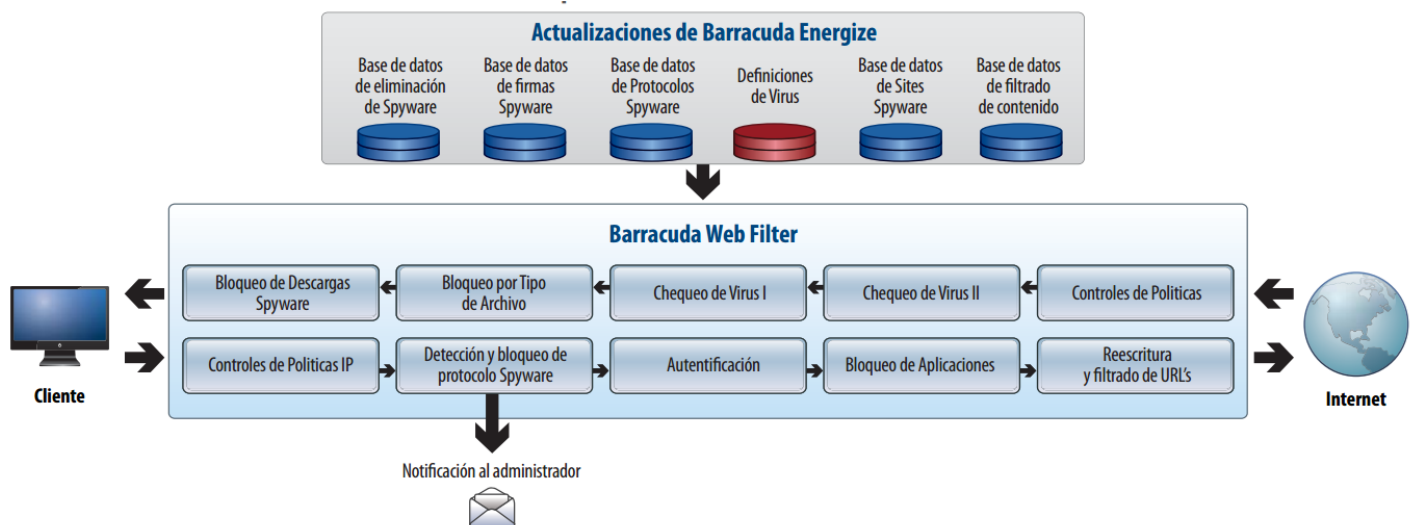 Actualizaciones de Barracuda Energize
Base de datos
de eliminación
de Spyware
Base de datos
de firmas
Spyware
Base de datos
de Protocolos
Spyware
Definiciones
de Virus
Base de datos
de Sites
Spyware
Base de datos
de filtrado
de contenido
Barracuda Web Filter
Bloqueo de Descargas
Spyware
Bloqueo por Tipo
de Archivo
Chequeo de Virus I
Chequeo de Virus II
Controles de Politicas
Controles de Politicas IP
Detección y bloqueo de
protocolo Spyware
Autentificación
Bloqueo de Aplicaciones
Reescritura
y filtrado de URL's
Cliente
Internet
Notificación al administrador